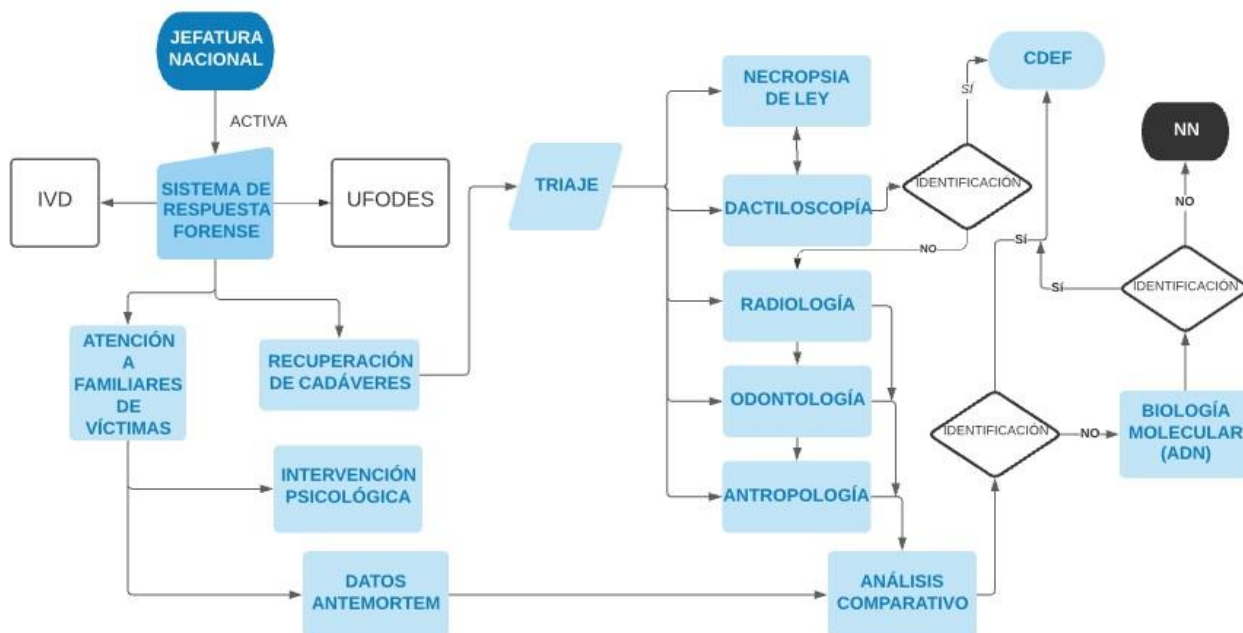 JEFATURA
NACIONAL
ACTIVA
IVD
SISTEMA DE
RESPUESTA
FORENSE
UFODES
ATENCIÓN
A
FAMILIARES
DE
VÍCTIMAS
RECUPERACIÓN
DE CADÁVERES
INTERVENCIÓN
PSICOLÓGICA
DATOS
ANTEMORTEM
TRIAJE
NECROPSIA
DE LEY
DACTILOSCOPÍA
IDENTIFICACIÓN
SÍ
NO
RADIOLOGÍA
ODONTOLOGÍA
ANTROPOLOGÍA
ANÁLISIS
COMPARATIVO
IDENTIFICACIÓN
Sí
NO
CDEF
BIOLOGÍA
MOLECULAR
(ADN)
IDENTIFICACIÓN
Sí
NO
NN